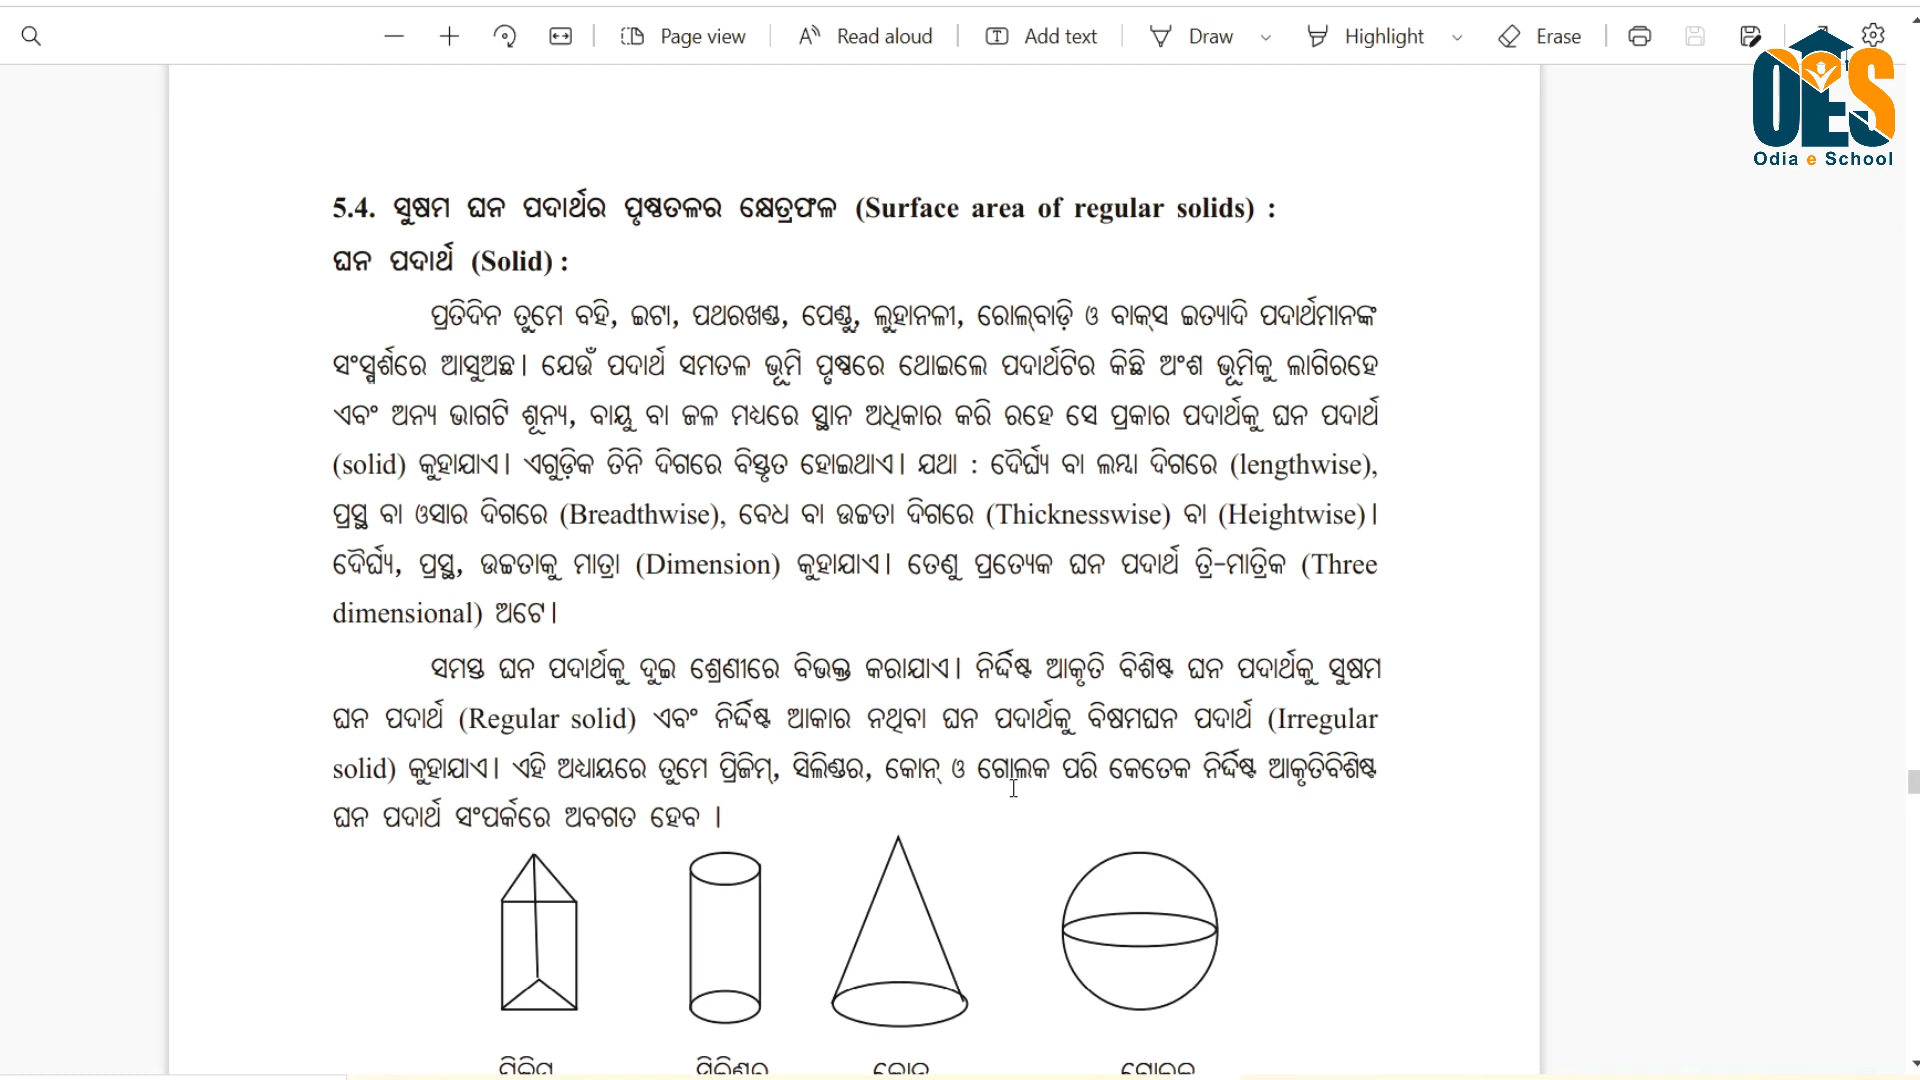 Page view
Read aloud
Add text
Draw
Highlight
Erase
OES
Odia e School
5.4. ସୁଷମ ଘନ ପଦାର୍ଥର ପୃଷ୍ଠତଳର କ୍ଷେତ୍ରଫଳ (Surface area of regular solids) :
ଘନ ପଦାର୍ଥ (Solid) :
ପ୍ରତିଦିନ ତୁମେ ବହି, ଇଟା, ପଥରଖଣ୍ଡ, ପେଣ୍ଡୁ, ଲୁହାନଳୀ, ରୋଲ୍‌ବାଡ଼ି ଓ ବାକ୍ସ ଇତ୍ୟାଦି ପଦାର୍ଥମାନଙ୍କ
ସଂସ୍ପର୍ଶରେ ଆସୁଅଛ। ଯେଉଁ ପଦାର୍ଥ ସମତଳ ଭୂମି ପୃଷ୍ଠରେ ଥୋଇଲେ ପଦାର୍ଥଟିର କିଛି ଅଂଶ ଭୂମିକୁ ଲାଗିରହେ
ଏବଂ ଅନ୍ୟ ଭାଗଟି ଶୂନ୍ୟ, ବାୟୁ ବା ଜଳ ମଧ୍ୟରେ ସ୍ଥାନ ଅଧିକାର କରି ରହେ ସେ ପ୍ରକାର ପଦାର୍ଥକୁ ଘନ ପଦାର୍ଥ
(solid) କୁହାଯାଏ। ଏଗୁଡ଼ିକ ତିନି ଦିଗରେ ବିସ୍ତୃତ ହୋଇଥାଏ। ଯଥା : ଦୈର୍ଘ୍ୟ ବା ଲମ୍ବା ଦିଗରେ (lengthwise),
ପ୍ରସ୍ଥ ବା ଓସାର ଦିଗରେ (Breadthwise), ବେଧ ବା ଉଚ୍ଚତା ଦିଗରେ (Thicknesswise) ବା (Heightwise)।
ଦୈର୍ଘ୍ୟ, ପ୍ରସ୍ଥ, ଉଚ୍ଚତାକୁ ମାତ୍ରା (Dimension) କୁହାଯାଏ। ତେଣୁ ପ୍ରତ୍ୟେକ ଘନ ପଦାର୍ଥ ତ୍ରି-ମାତ୍ରିକ (Three
dimensional) ଅଟେ।
ସମସ୍ତ ଘନ ପଦାର୍ଥକୁ ଦୁଇ ଶ୍ରେଣୀରେ ବିଭକ୍ତ କରାଯାଏ। ନିର୍ଦ୍ଦିଷ୍ଟ ଆକୃତି ବିଶିଷ୍ଟ ଘନ ପଦାର୍ଥକୁ ସୁଷମ
ଘନ ପଦାର୍ଥ (Regular solid) ଏବଂ ନିର୍ଦ୍ଦିଷ୍ଟ ଆକାର ନଥିବା ଘନ ପଦାର୍ଥକୁ ବିଷମଘନ ପଦାର୍ଥ (Irregular
solid) କୁହାଯାଏ। ଏହି ଅଧ୍ୟାୟରେ ତୁମେ ପ୍ରିଜିମ୍, ସିଲିଣ୍ଡର, କୋନ୍ ଓ ଗୋଲକ ପରି କେତେକ ନିର୍ଦ୍ଦିଷ୍ଟ ଆକୃତିବିଶିଷ୍ଟ
ଘନ ପଦାର୍ଥ ସଂପର୍କରେ ଅବଗତ ହେବ ।